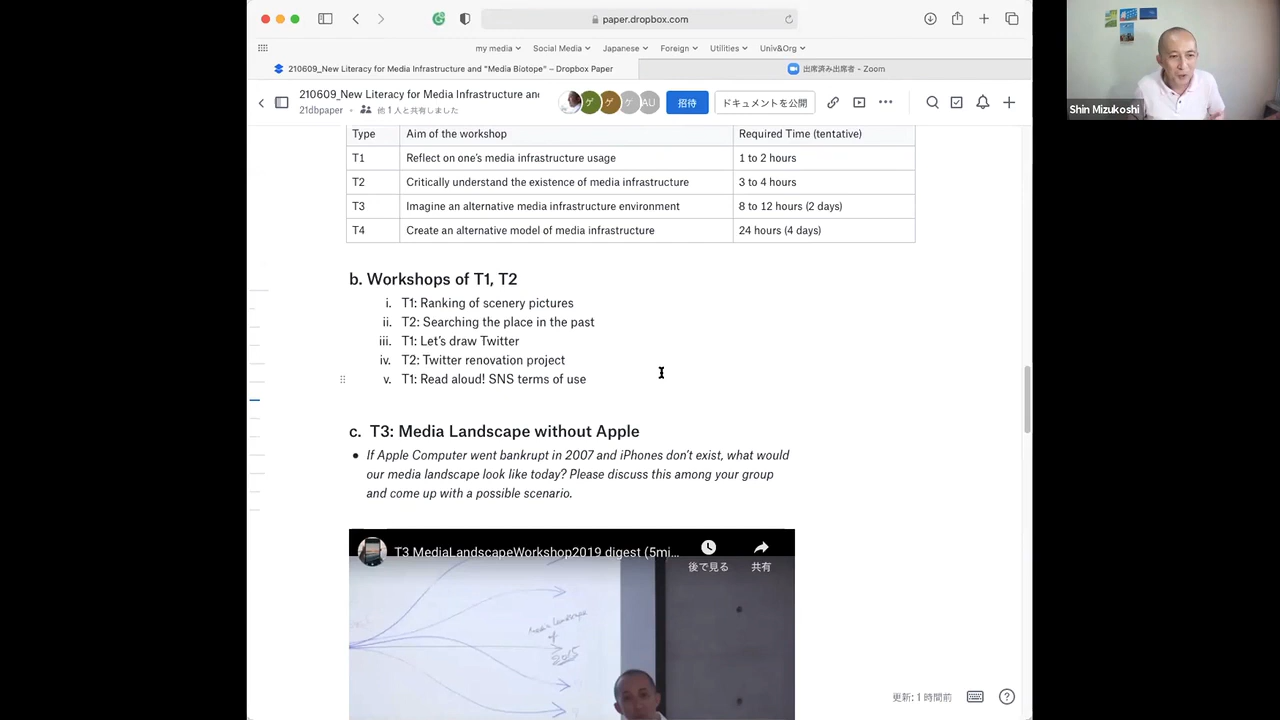 paper.dropbox.com
my media
Social Media
Japanese
Foreign
Utilities
Univ&Org
210609_New Literacy for Media Infrastructure and "Media Biotope" – Dropbox Paper
出席済み出席者 - Zoom
210609_New Literacy for Media Infrastructure and
21dbpaper
他 1 人と共有しました
ゲ
ゲ
ゲ
AU
招待
ドキュメントを公開
Shin Mizukoshi
Type Aim of the workshop Required Time (tentative)
T1 Reflect on one's media infrastructure usage 1 to 2 hours
T2 Critically understand the existence of media infrastructure 3 to 4 hours
T3 Imagine an alternative media infrastructure environment 8 to 12 hours (2 days)
T4 Create an alternative model of media infrastructure 24 hours (4 days)
b. Workshops of T1, T2
i. T1: Ranking of scenery pictures
ii. T2: Searching the place in the past
iii. T1: Let's draw Twitter
iv. T2: Twitter renovation project
v. T1: Read aloud! SNS terms of use
c. T3: Media Landscape without Apple
• If Apple Computer went bankrupt in 2007 and iPhones don't exist, what would
our media landscape look like today? Please discuss this among your group
and come up with a possible scenario.
T3 MediaLandscapeWorkshop2019 digest (5mi...
後で見る
共有
Media Landscape
of
2015
更新: 1 時間前